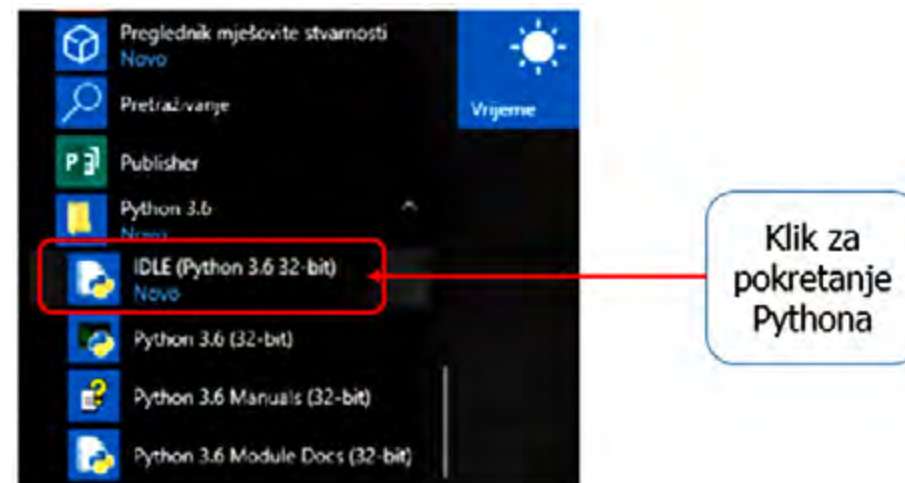 Preglednik mješovite stvarnosti
Novo
Pretraživanje
Vrijeme
P
Publisher
Python 3.6
Novo
IDLE (Python 3.6 32-bit)
Novo
Python 3.6 (32-bit)
Python 3.6 Manuals (32-bit)
Python 3.6 Module Docs (32-bit)
Klik za
pokretanje
Pythona